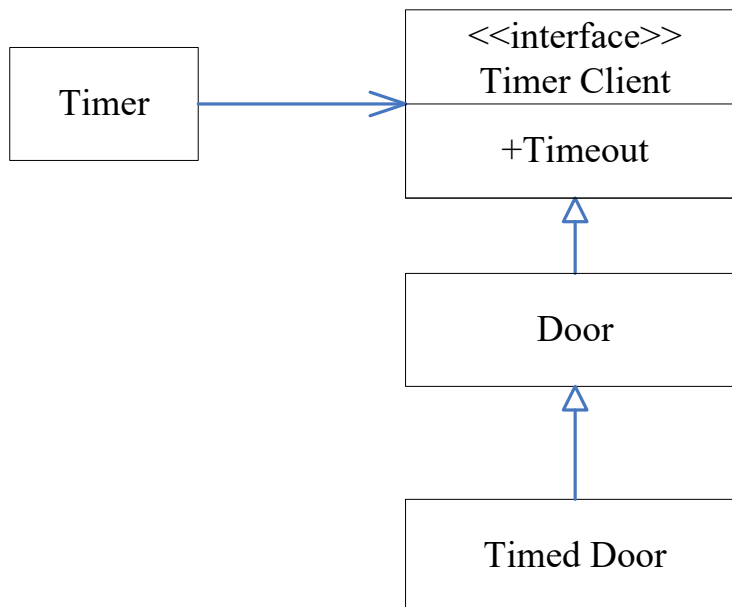 Timer
<<interface>>
Timer Client
+Timeout
Door
Timed Door